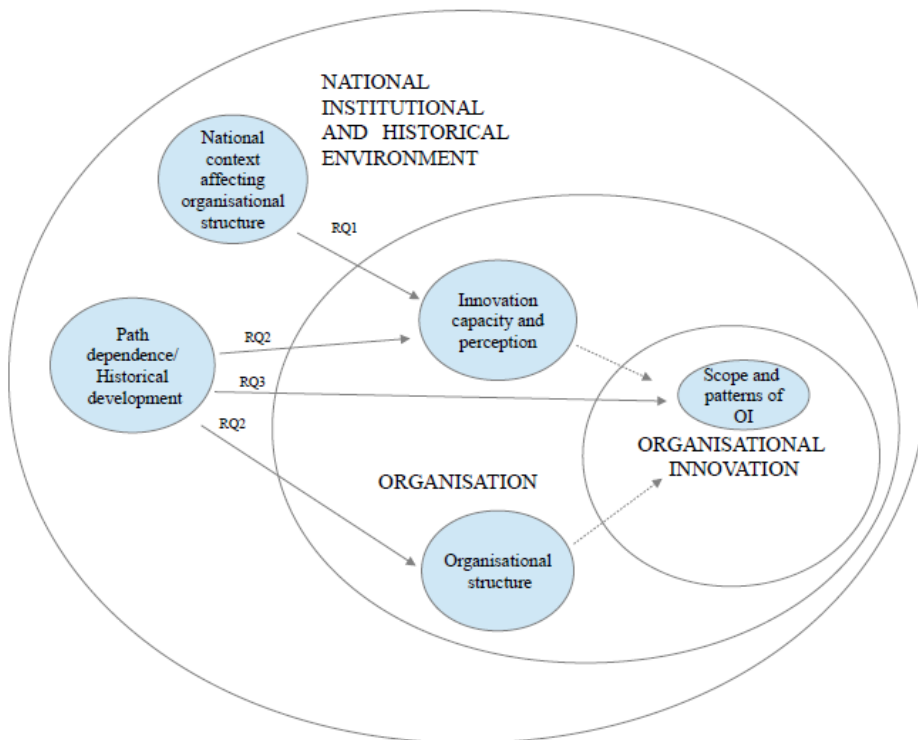 NATIONAL
INSTITUTIONAL
AND HISTORICAL
ENVIRONMENT
National
context
affecting
organisational
structure
RQ1
Innovation
capacity and
perception
Path
dependence/
Historical
development
RQ2
RQ3
RQ2
Scope and
patterns of
OI
ORGANISATIONAL
INNOVATION
ORGANISATION
Organisational
structure